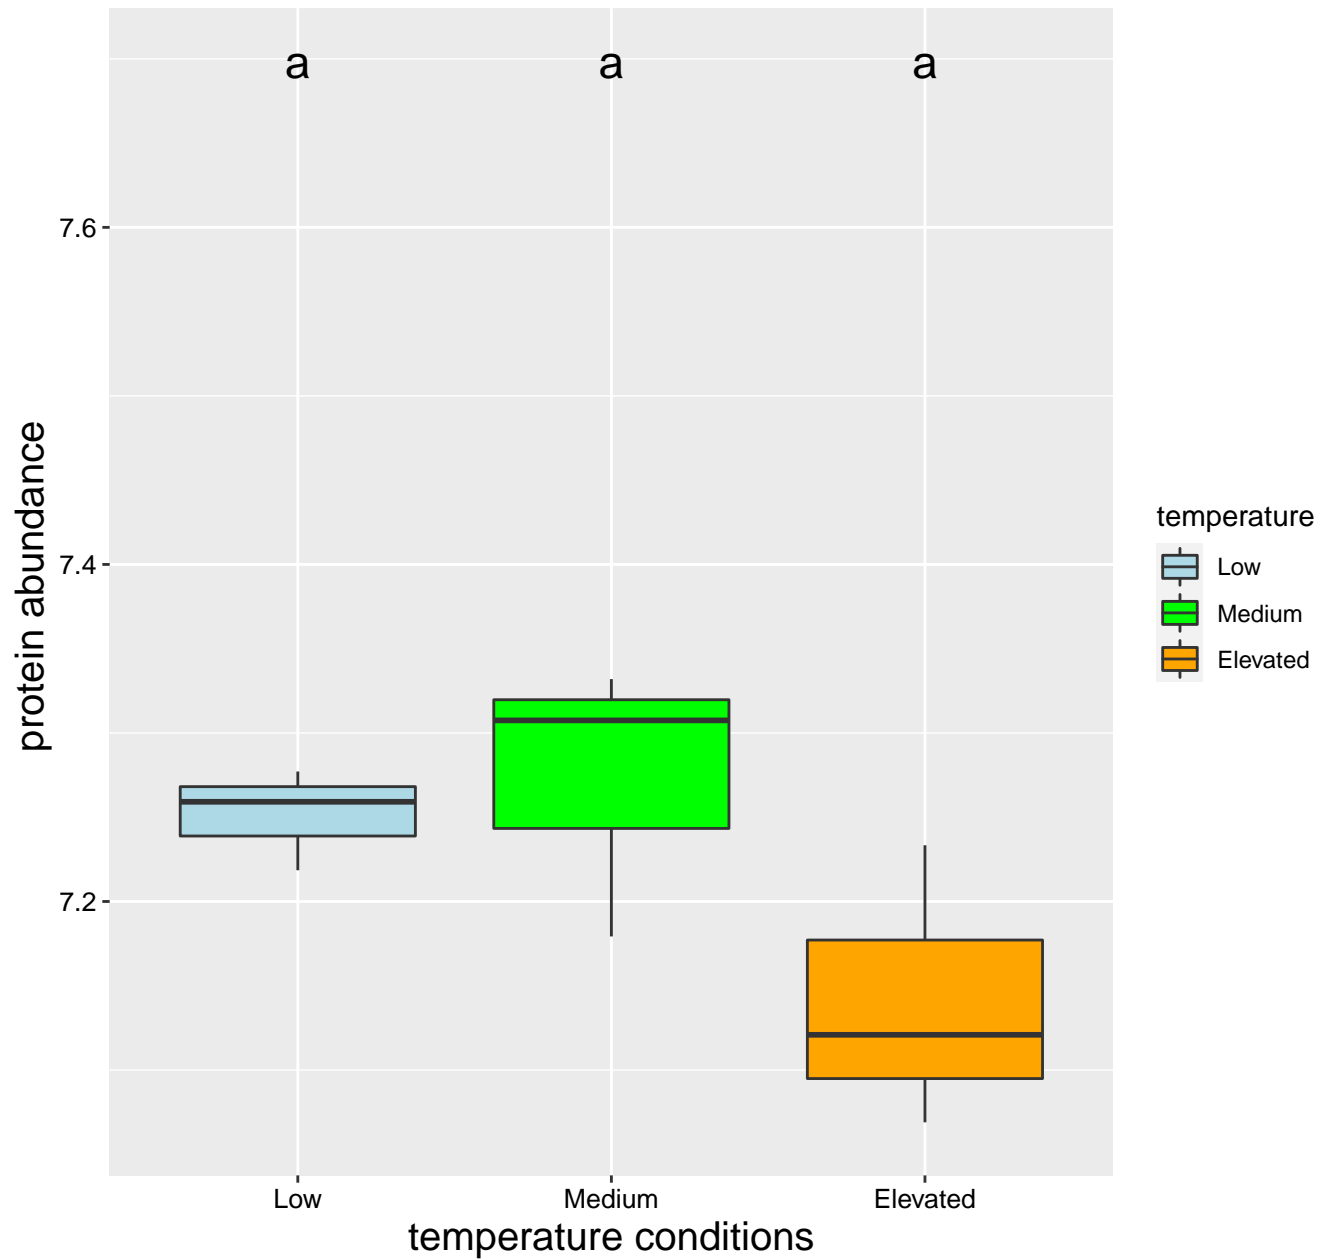 a a a
7.6
7.4
7.2
protein abundance
Low Medium Elevated
temperature conditions
temperature
Low
Medium
Elevated